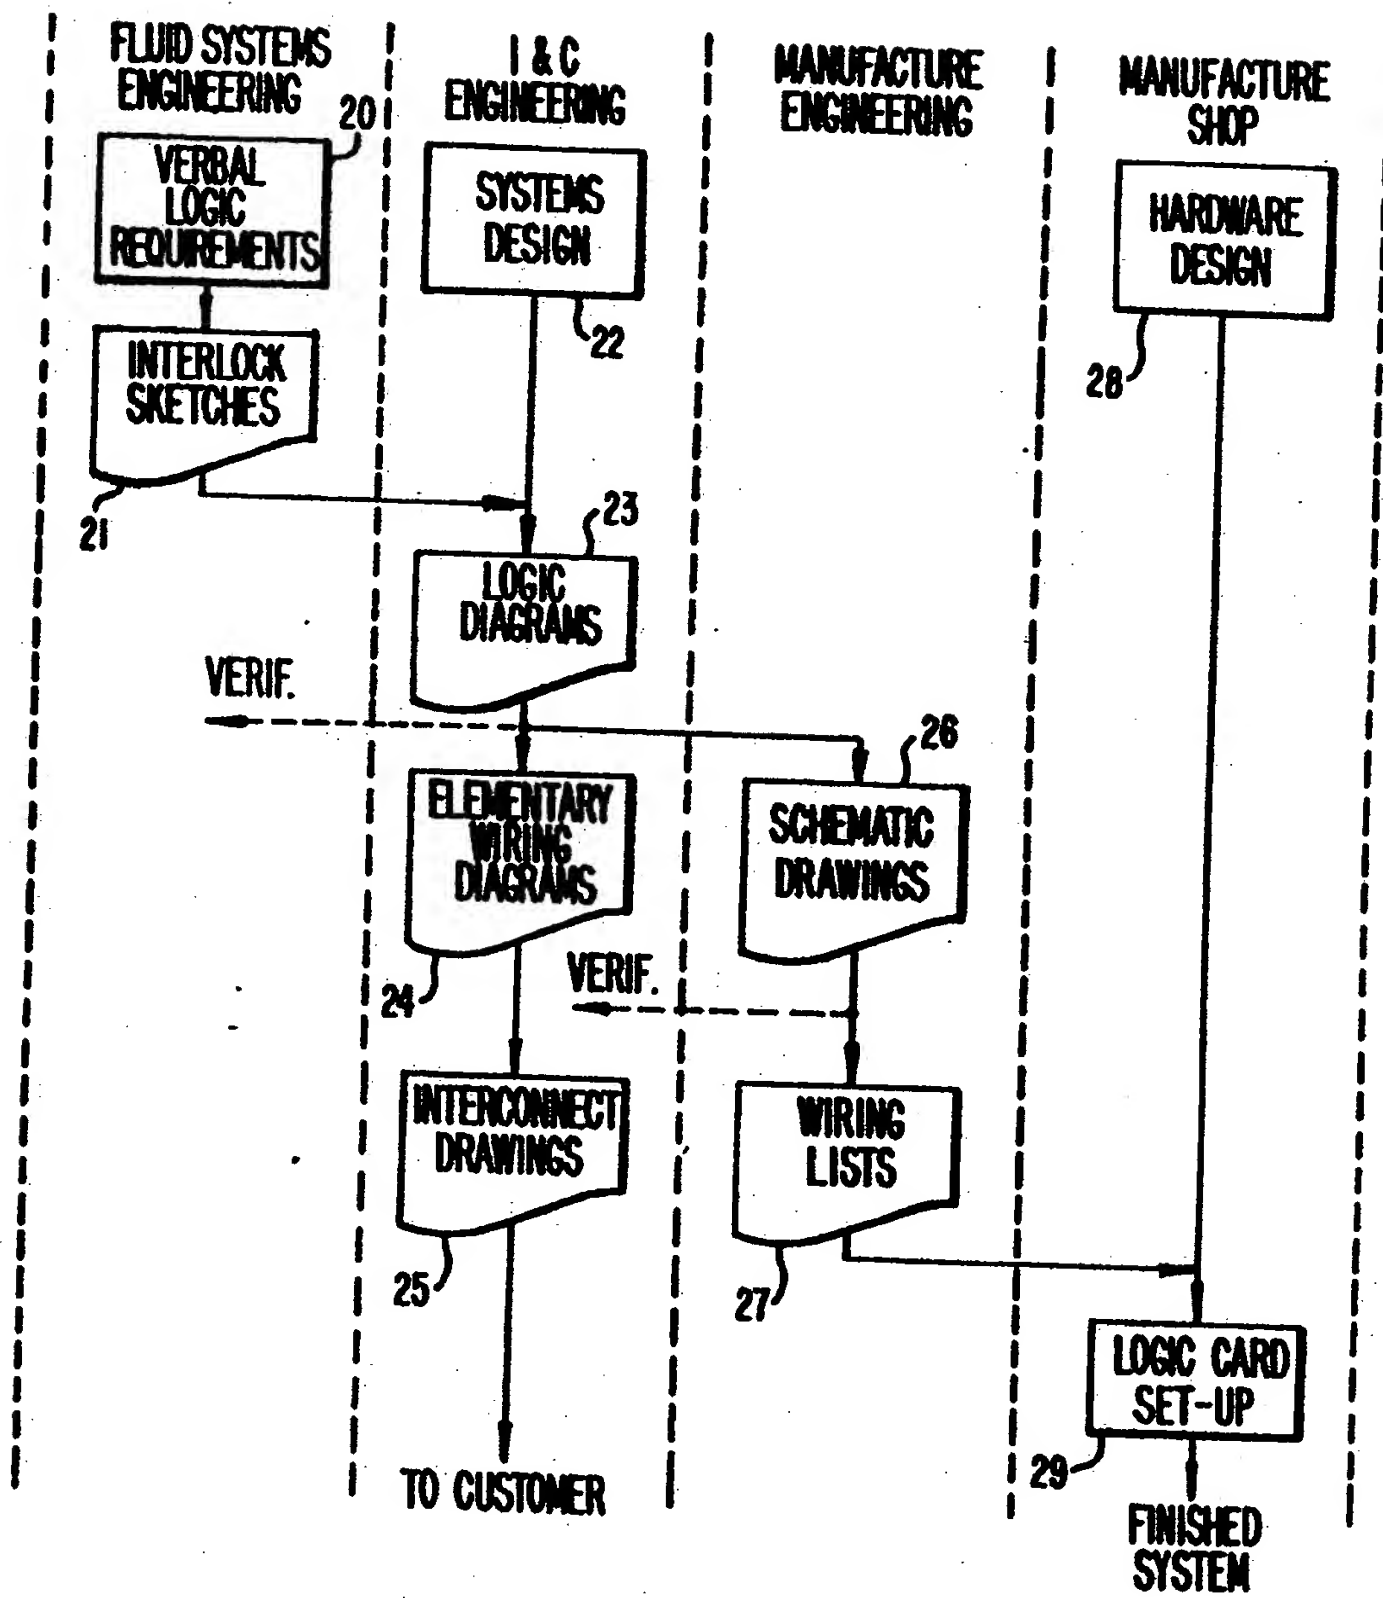 FLUID SYSTEMS
ENGINEERING
20
VERBAL
LOGIC
REQUIREMENTS
INTERLOCK
SKETCHES
21
I & C
ENGINEERING
SYSTEMS
DESIGN
22
23
LOGIC
DIAGRAMS
VERIF.
ELEMENTARY
WIRING
DIAGRAMS
24
INTERCONNECT
DRAWINGS
25
TO CUSTOMER
MANUFACTURE
ENGINEERING
26
SCHEMATIC
DRAWINGS
VERIF.
WIRING
LISTS
27
MANUFACTURE
SHOP
HARDWARE
DESIGN
28
LOGIC CARD
SET-UP
29
FINISHED
SYSTEM